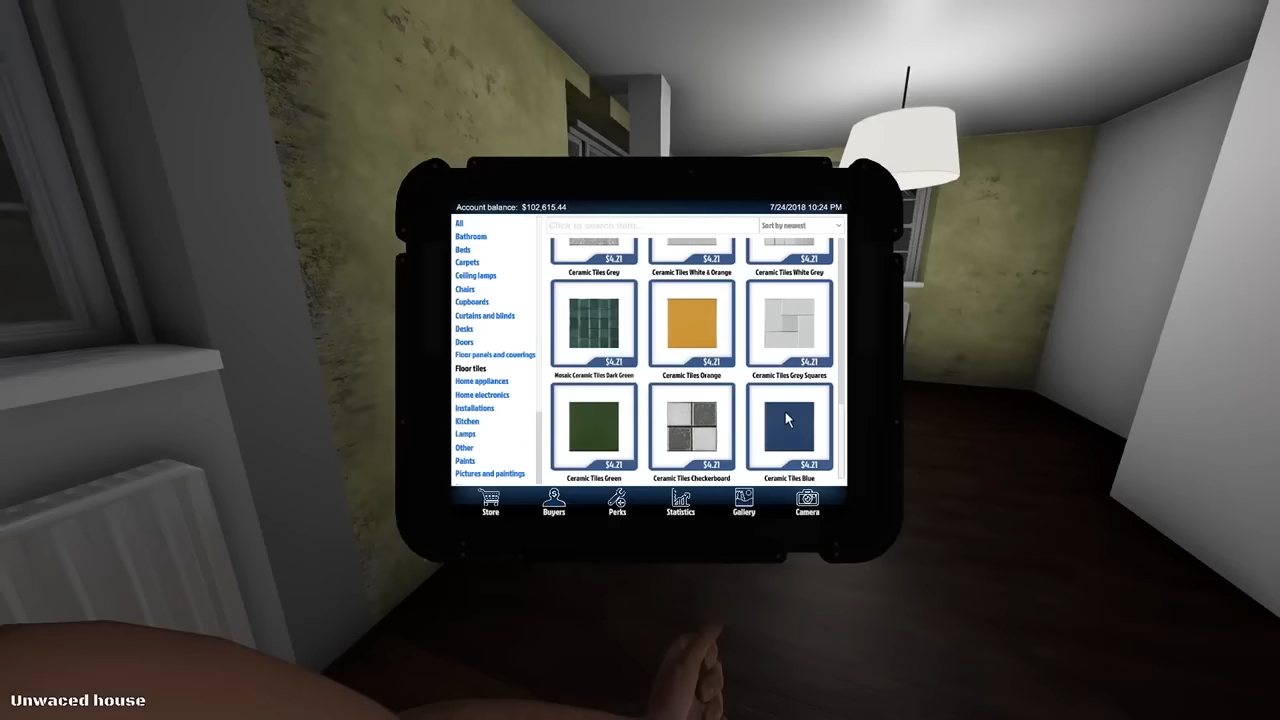 Account balance: $102,615.44
7/24/2018 10:24 PM
All
Bathroom
Beds
Carpets
Ceiling lamps
Chairs
Cupboards
Curtains and blinds
Desks
Doors
Floor panels and coverings
Floor tiles
Home appliances
Home electronics
Installations
Kitchen
Lamps
Other
Paints
Pictures and paintings
Click to search items...
Sort by newest
$4.21 $4.21 $4.21
Ceramic Tiles Grey Ceramic Tiles White & Orange Ceramic Tiles White Grey
$4.21 $4.21 $4.21
Mosaic Ceramic Tiles Dark Green Ceramic Tiles Orange Ceramic Tiles Grey Squares
$4.21 $4.21 $4.21
Ceramic Tiles Green Ceramic Tiles Checkerboard Ceramic Tiles Blue
Store Buyers Perks Statistics Gallery Camera
Unwaced house